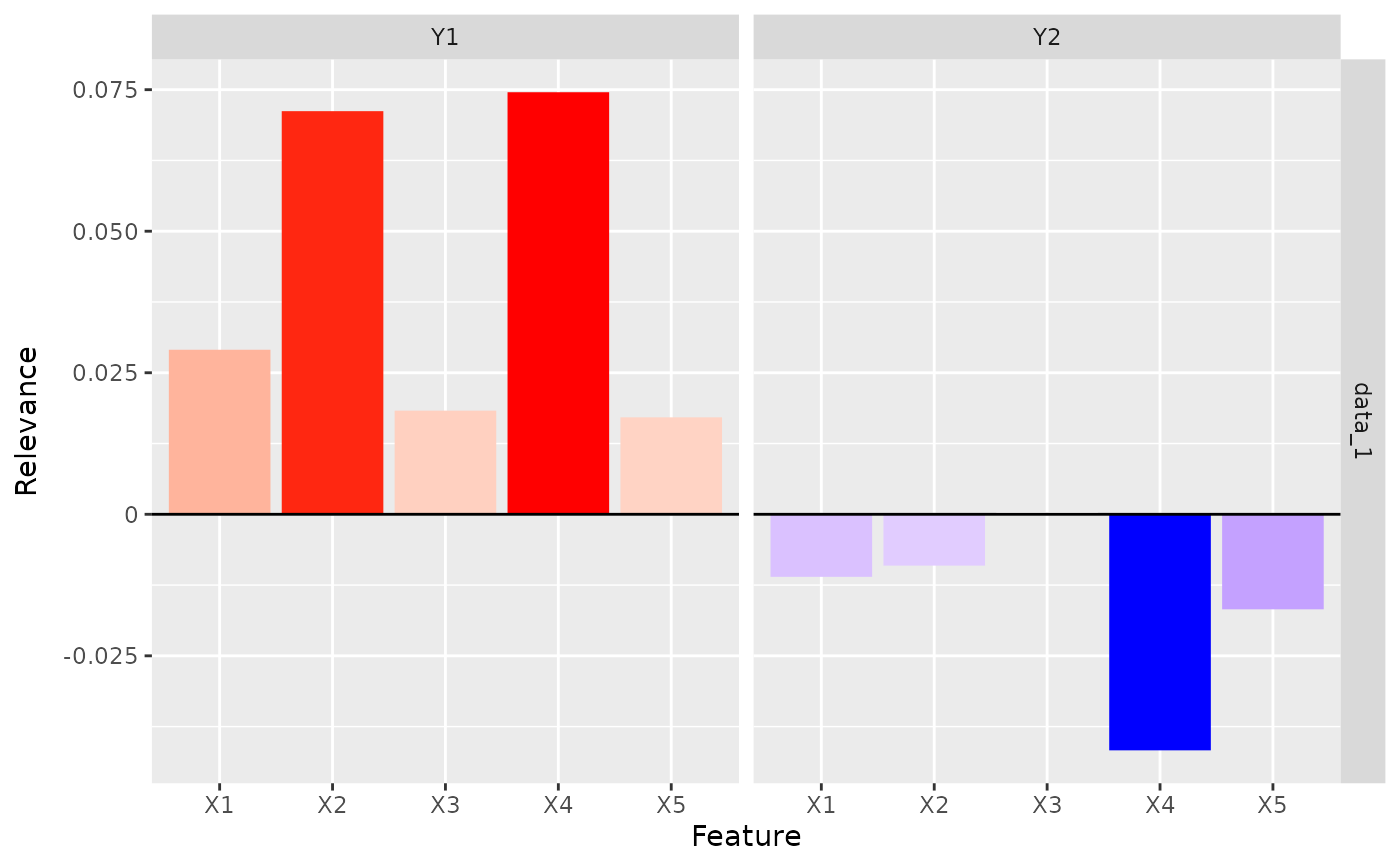 Y1
Y2
0.075
0.050
0.025
0
-0.025
Relevance
data_1
X1 X2 X3 X4 X5
X1 X2 X3 X4 X5
Feature